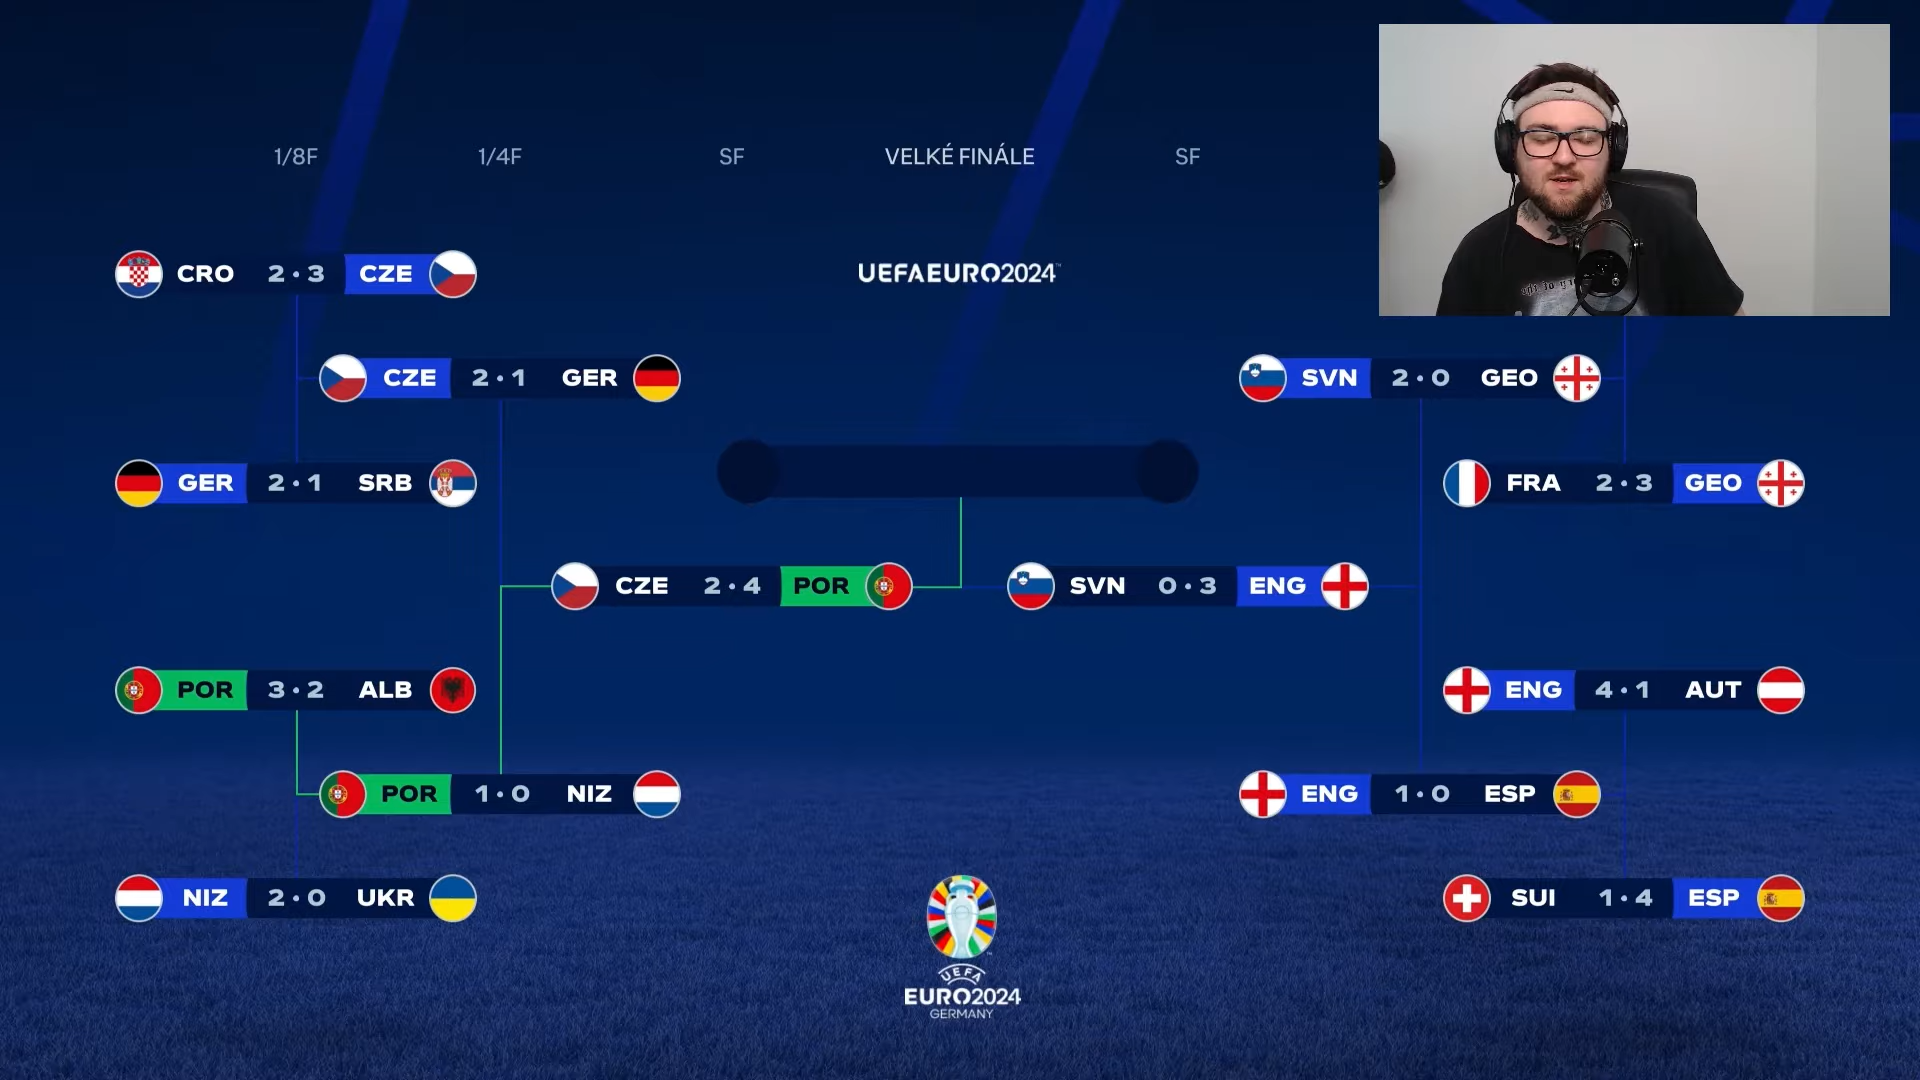 1/8F 1/4F SF VELKÉ FINÁLE SF
CRO 2 · 3 CZE
UEFAEURO2024
CZE 2 · 1 GER
SVN 2 · 0 GEO
GER 2 · 1 SRB
FRA 2 · 3 GEO
CZE 2 · 4 POR
SVN 0 · 3 ENG
POR 3 · 2 ALB
ENG 4 · 1 AUT
POR 1 · 0 NIZ
ENG 1 · 0 ESP
NIZ 2 · 0 UKR
SUI 1 · 4 ESP
UEFA
EURO2024
GERMANY